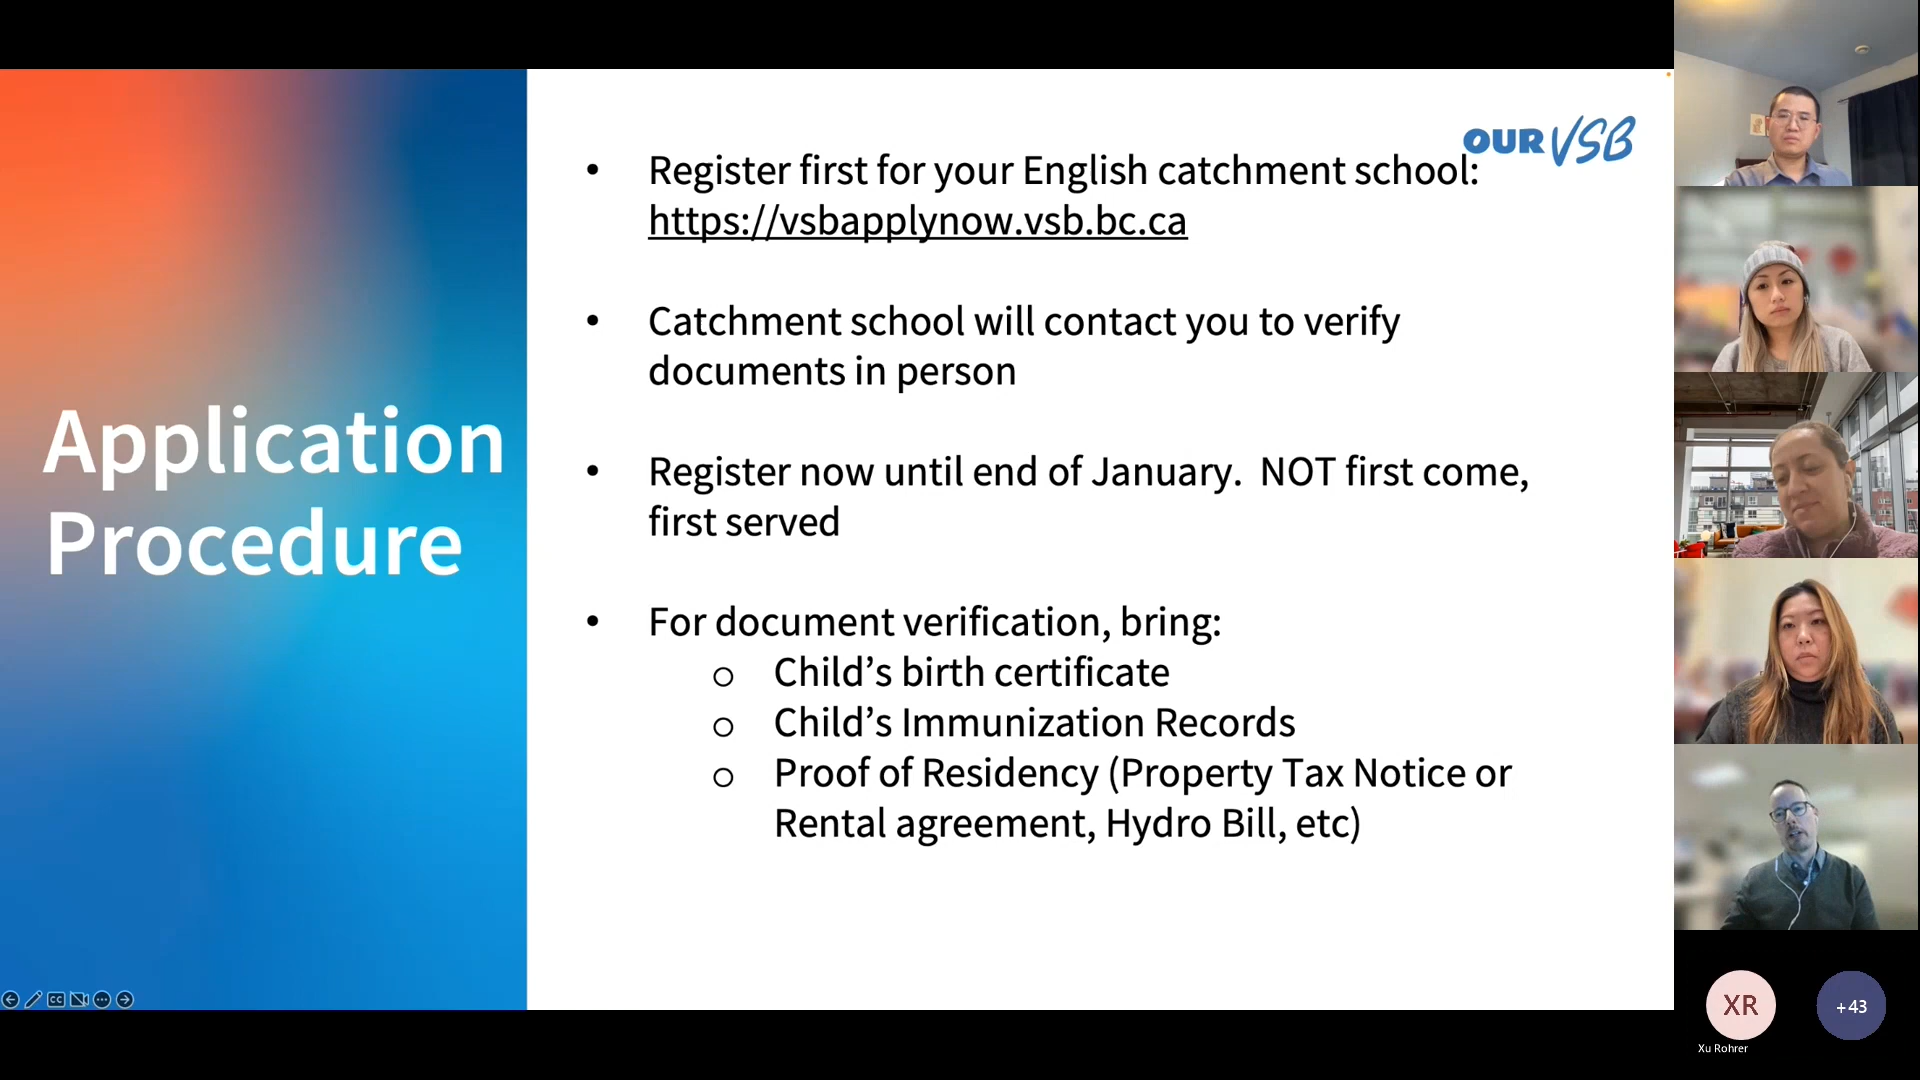 OUR VSB
Application
Procedure
• Register first for your English catchment school:
https://vsbapplynow.vsb.bc.ca
• Catchment school will contact you to verify
documents in person
• Register now until end of January.  NOT first come,
first served
• For document verification, bring:
o Child’s birth certificate
o Child’s Immunization Records
o Proof of Residency (Property Tax Notice or
Rental agreement, Hydro Bill, etc)
CC
XR
+43
Xu Rohrer